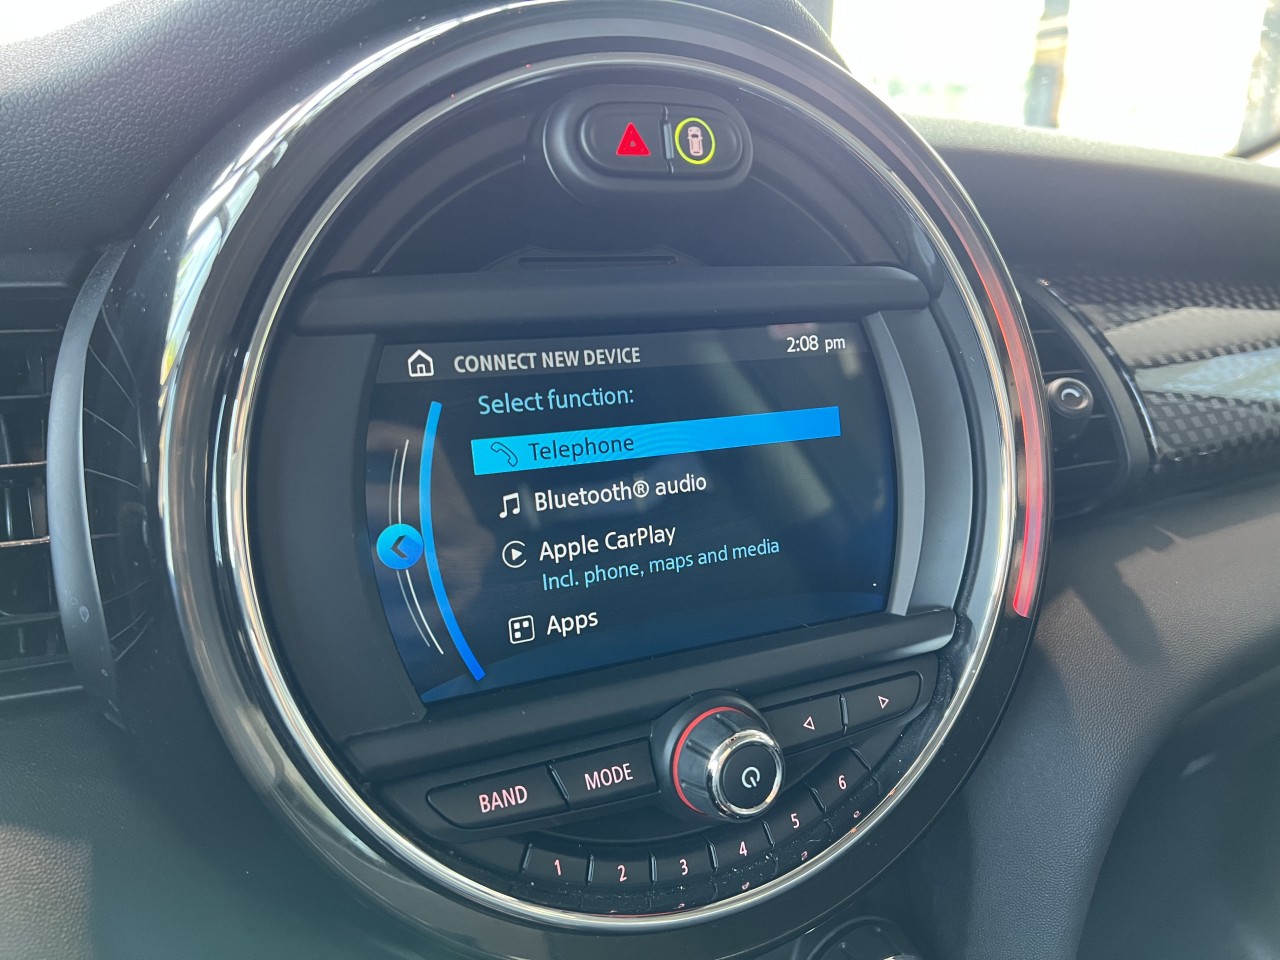 CONNECT NEW DEVICE
2:08 pm
Select function:
Telephone
Bluetooth® audio
Apple CarPlay
Incl. phone, maps and media
Apps
BAND
MODE
1
2
3
4
5
6